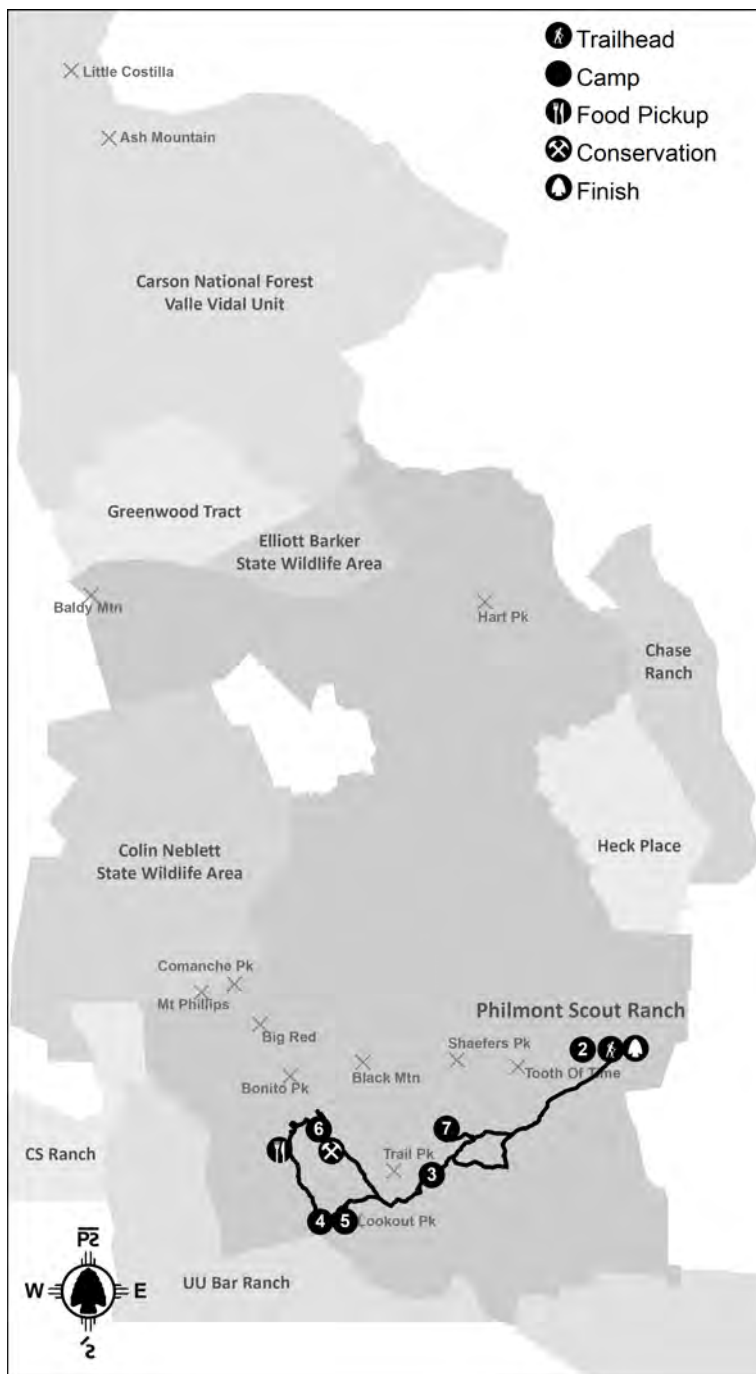 Trailhead
Camp
Food Pickup
Conservation
Finish
Little Costilla
Ash Mountain
Carson National Forest
Valle Vidal Unit
Greenwood Tract
Elliott Barker
State Wildlife Area
Baldy Mtn
Hart Pk
Chase
Ranch
Heck Place
Colin Neblett
State Wildlife Area
Comanche Pk
Mt Phillips
Philmont Scout Ranch
Big Red
Shaefers Pk
2
Black Mtn
Tooth Of Time
Bonito Pk
6
7
CS Ranch
Trail Pk
3
4
5
Lookout Pk
UU Bar Ranch
W
E